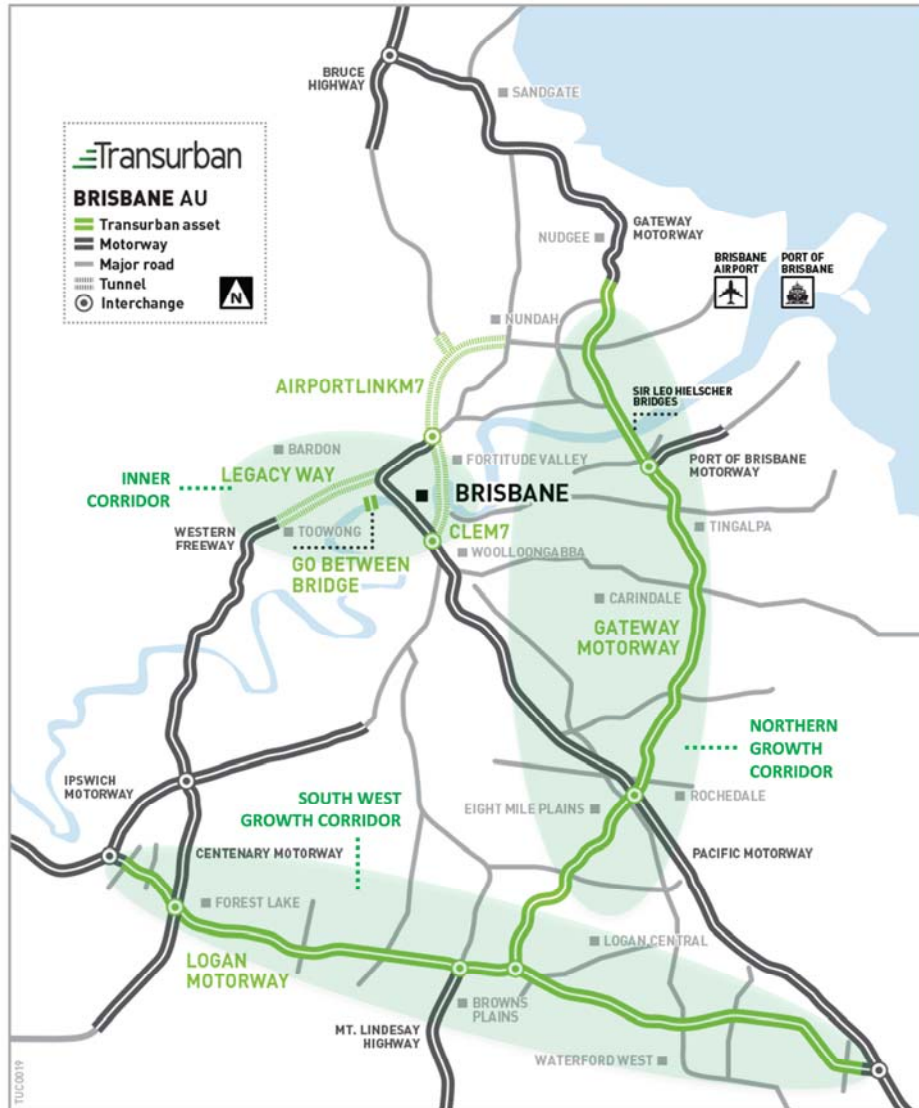 BRUCE
HIGHWAY
SANDGATE
Transurban
BRISBANE AU
Transurban asset
Motorway
Major road
Tunnel
Interchange
N
NUDGEE
GATEWAY
MOTORWAY
BRISBANE
AIRPORT
PORT OF
BRISBANE
NUNDAH
AIRPORTLINKM7
SIR LEO HIELSCHER
BRIDGES
BARDON
FORTITUDE VALLEY
PORT OF BRISBANE
MOTORWAY
INNER
CORRIDOR
LEGACY WAY
BRISBANE
WESTERN
FREEWAY
TOOWONG
CLEM7
TINGALPA
GO BETWEEN
BRIDGE
WOOLLOONGABBA
CARINDALE
GATEWAY
MOTORWAY
NORTHERN
GROWTH
CORRIDOR
IPSWICH
MOTORWAY
SOUTH WEST
GROWTH CORRIDOR
EIGHT MILE PLAINS
ROCHEDALE
CENTENARY MOTORWAY
PACIFIC MOTORWAY
FOREST LAKE
LOGAN CENTRAL
LOGAN
MOTORWAY
BROWNS
PLAINS
MT. LINDESAY
HIGHWAY
WATERFORD WEST
TUC0019